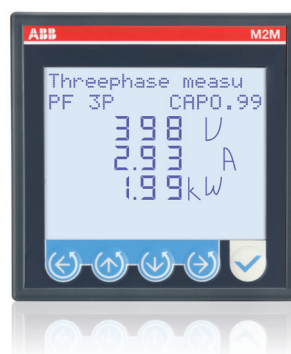 ABB M2M
Threephase measu
PF 3P CAP0.99
398 V
2.93 A
1.99kW